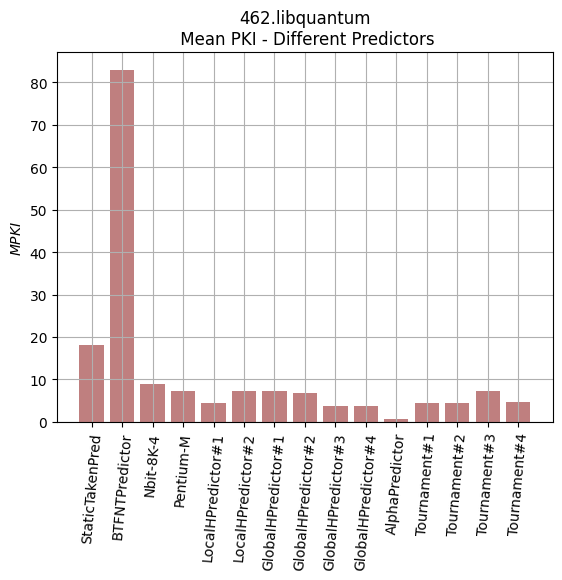 462.libquantum
Mean PKI - Different Predictors
MPKI
80
70
60
50
40
30
20
10
0
StaticTakenPred
BTFNTPredictor
Nbit-8K-4
Pentium-M
LocalHPredictor#1
LocalHPredictor#2
GlobalHPredictor#1
GlobalHPredictor#2
GlobalHPredictor#3
GlobalHPredictor#4
AlphaPredictor
Tournament#1
Tournament#2
Tournament#3
Tournament#4